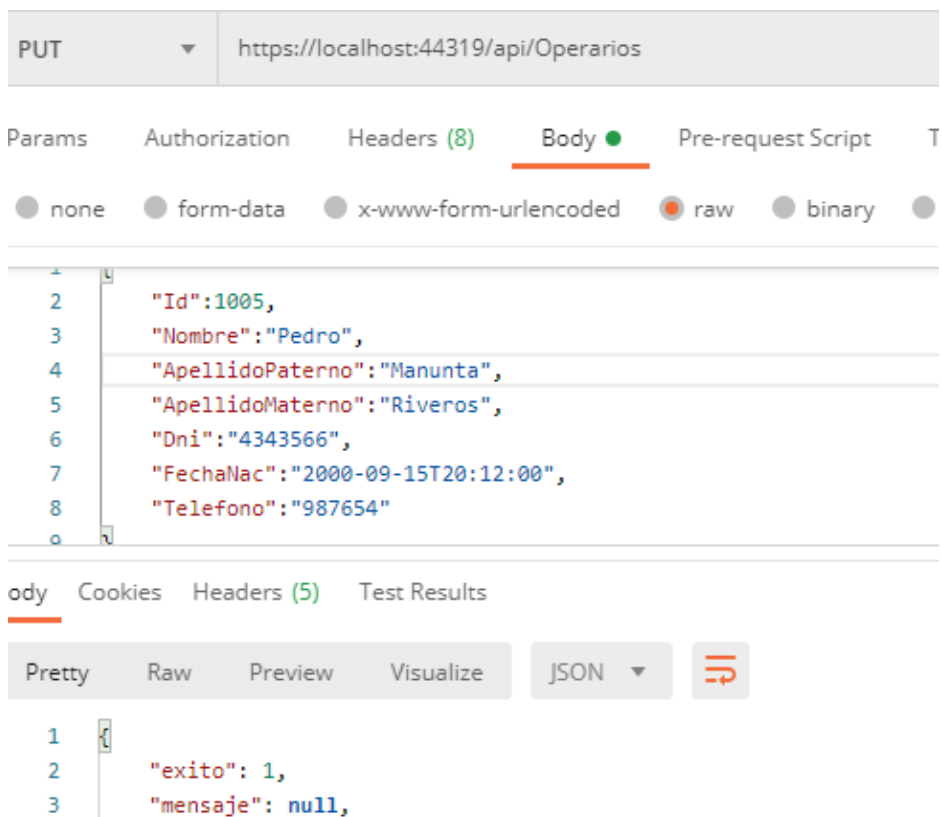 PUT https://localhost:44319/api/Operarios
Params Authorization Headers (8) Body Pre-request Script T
none form-data x-www-form-urlencoded raw binary
1 {
2 "Id":1005,
3 "Nombre":"Pedro",
4 "ApellidoPaterno":"Manunta",
5 "ApellidoMaterno":"Riveros",
6 "Dni":"4343566",
7 "FechaNac":"2000-09-15T20:12:00",
8 "Telefono":"987654"
9 }
ody Cookies Headers (5) Test Results
Pretty Raw Preview Visualize JSON
1 {
2 "exito": 1,
3 "mensaje": null,